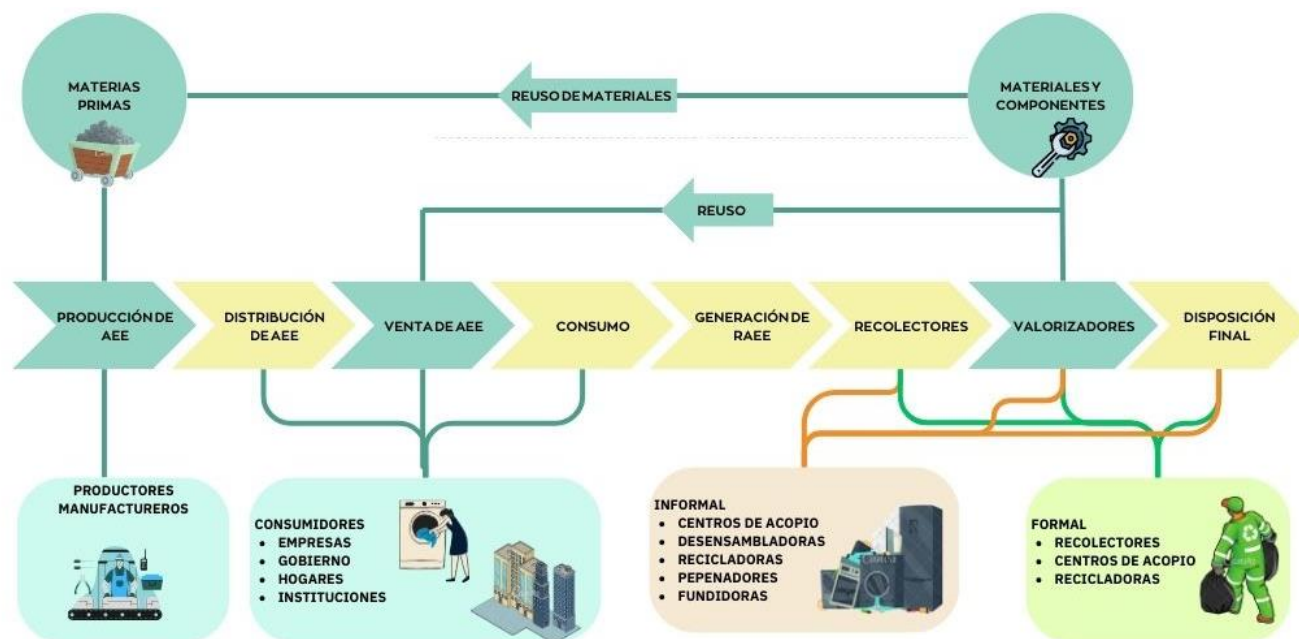 MATERIAS
PRIMAS
REUSO DE MATERIALES
MATERIALES Y
COMPONENTES
REUSO
PRODUCCIÓN DE
AEE
DISTRIBUCIÓN
DE AEE
VENTA DE AEE
CONSUMO
GENERACIÓN DE
RAEE
RECOLECTORES
VALORIZADORES
DISPOSICIÓN
FINAL
PRODUCTORES
MANUFACTUREROS
CONSUMIDORES
• EMPRESAS
• GOBIERNO
• HOGARES
• INSTITUCIONES
INFORMAL
• CENTROS DE ACOPIO
• DESENSAMBLADORAS
• RECICLADORAS
• PEPENADORES
• FUNDIDORAS
FORMAL
• RECOLECTORES
• CENTROS DE ACOPIO
• RECICLADORAS